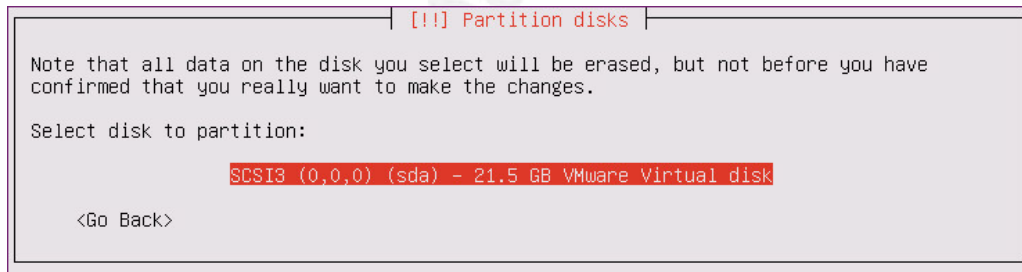 [!!] Partition disks
Note that all data on the disk you select will be erased, but not before you have
confirmed that you really want to make the changes.
Select disk to partition:
SCSI3 (0,0,0) (sda) - 21.5 GB VMware Virtual disk
<Go Back>